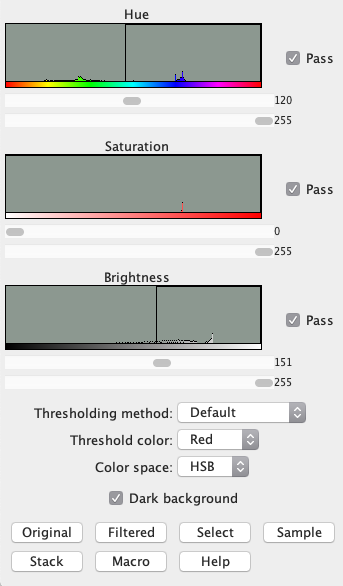 Hue
Pass
120
255
Saturation
Pass
0
255
Brightness
Pass
151
255
Thresholding method: Default
Threshold color: Red
Color space: HSB
Dark background
Original Filtered Select Sample
Stack Macro Help